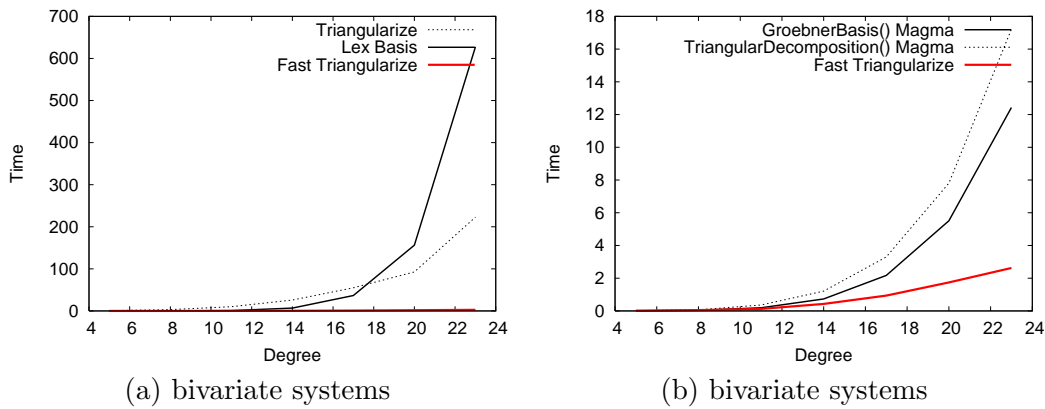 700
600
500
400
300
200
100
0
Time
4 6 8 10 12 14 16 18 20 22 24
Degree
Triangularize
Lex Basis
Fast Triangularize
(a) bivariate systems
18
16
14
12
10
8
6
4
2
0
Time
4 6 8 10 12 14 16 18 20 22 24
Degree
GroebnerBasis() Magma
TriangularDecomposition() Magma
Fast Triangularize
(b) bivariate systems